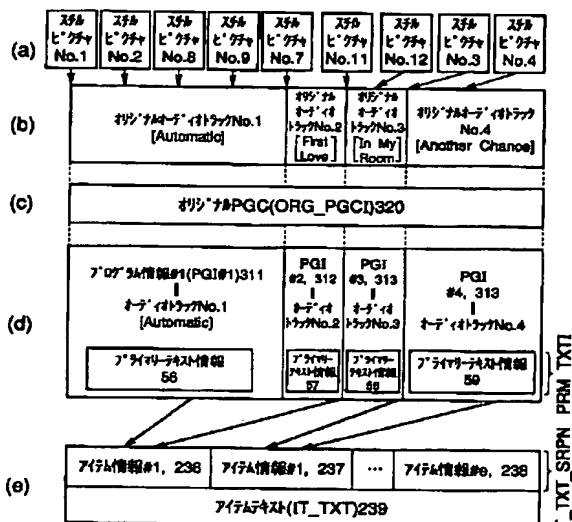 (a)
スチル ピクチャ No.1
スチル ピクチャ No.2
スチル ピクチャ No.8
スチル ピクチャ No.9
スチル ピクチャ No.7
スチル ピクチャ No.11
スチル ピクチャ No.12
スチル ピクチャ No.3
スチル ピクチャ No.4
(b)
オリジナルオーディオトラックNo.1
[Automatic]
オリジナル
オーディオ
トラックNo.2
[First
Love]
オリジナル
オーディオ
トラックNo.3
[In My
Room]
オリジナルオーディオトラック
No.4
[Another Chance]
(c)
オリジナルPGC(ORG_PGCI)320
(d)
プログラム情報#1(PGI#1)311
||
オーディオトラックNo.1
[Automatic]
プライマリーテキスト情報
56
PGI
#2, 312
||
オーディオ
トラックNo.2
プライマリー
テキスト情報
57
PGI
#3, 313
||
オーディオ
トラックNo.3
プライマリー
テキスト情報
PGI
#4, 313
||
オーディオトラックNo.4
プライマリーテキスト情報
59
PRM_TXTI
(e)
アイテム情報#1, 236
アイテム情報#1, 237
…
アイテム情報#e, 238
アイテムテキスト(IT_TXT)239
T_TXT_SRPN